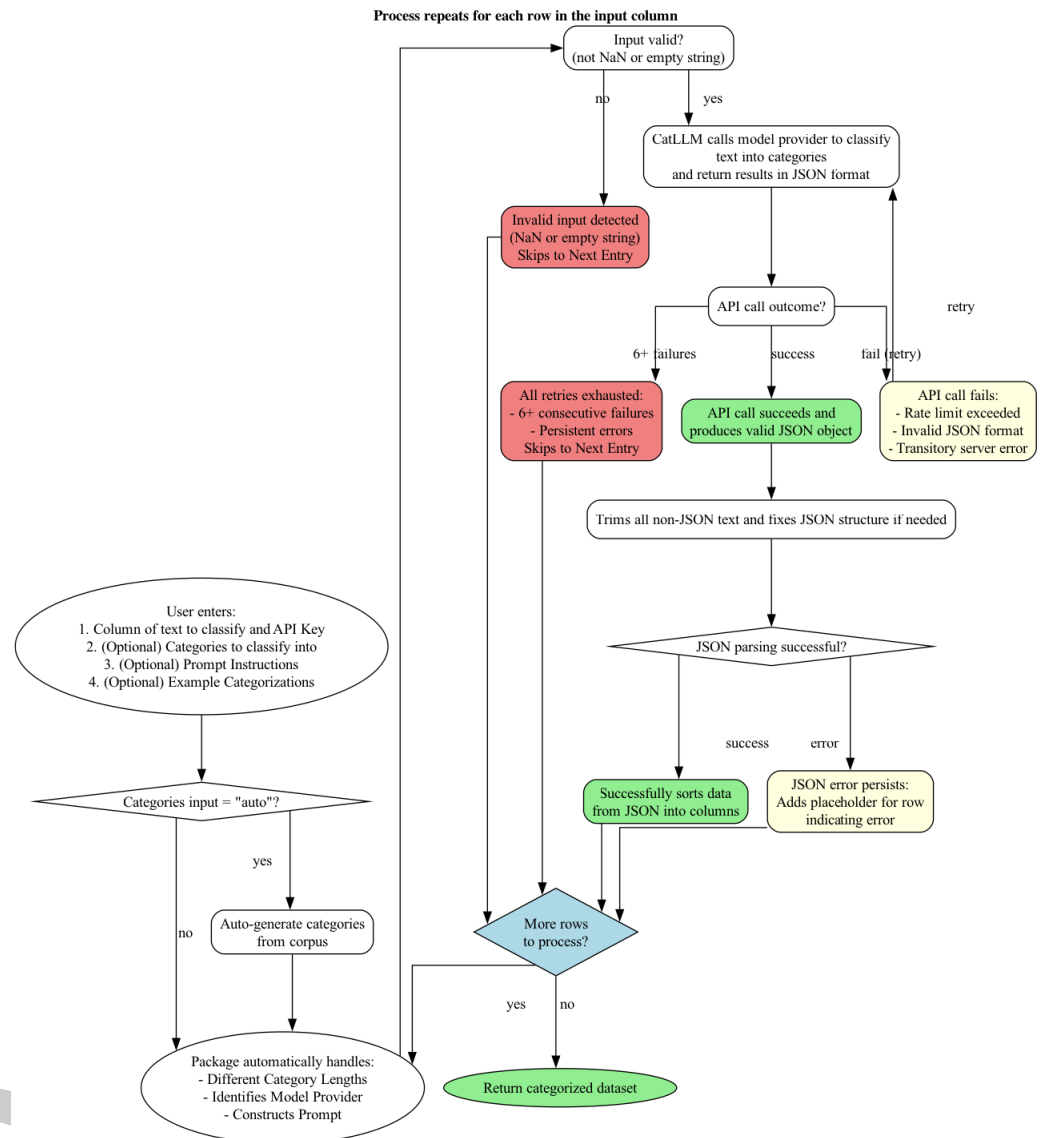 Process repeats for each row in the input column
Input valid?
(not NaN or empty string)
no
yes
CatLLM calls model provider to classify
text into categories
and return results in JSON format
Invalid input detected
(NaN or empty string)
Skips to Next Entry
API call outcome?
retry
6+ failures
success
fail (retry)
All retries exhausted:
- 6+ consecutive failures
- Persistent errors
Skips to Next Entry
API call succeeds and
produces valid JSON object
API call fails:
- Rate limit exceeded
- Invalid JSON format
- Transitory server error
Trims all non-JSON text and fixes JSON structure if needed
User enters:
1. Column of text to classify and API Key
2. (Optional) Categories to classify into
3. (Optional) Prompt Instructions
4. (Optional) Example Categorizations
JSON parsing successful?
success
error
Categories input = "auto"?
Successfully sorts data
from JSON into columns
JSON error persists:
Adds placeholder for row
indicating error
yes
no
Auto-generate categories
from corpus
More rows
to process?
yes
no
Package automatically handles:
- Different Category Lengths
- Identifies Model Provider
- Constructs Prompt
Return categorized dataset